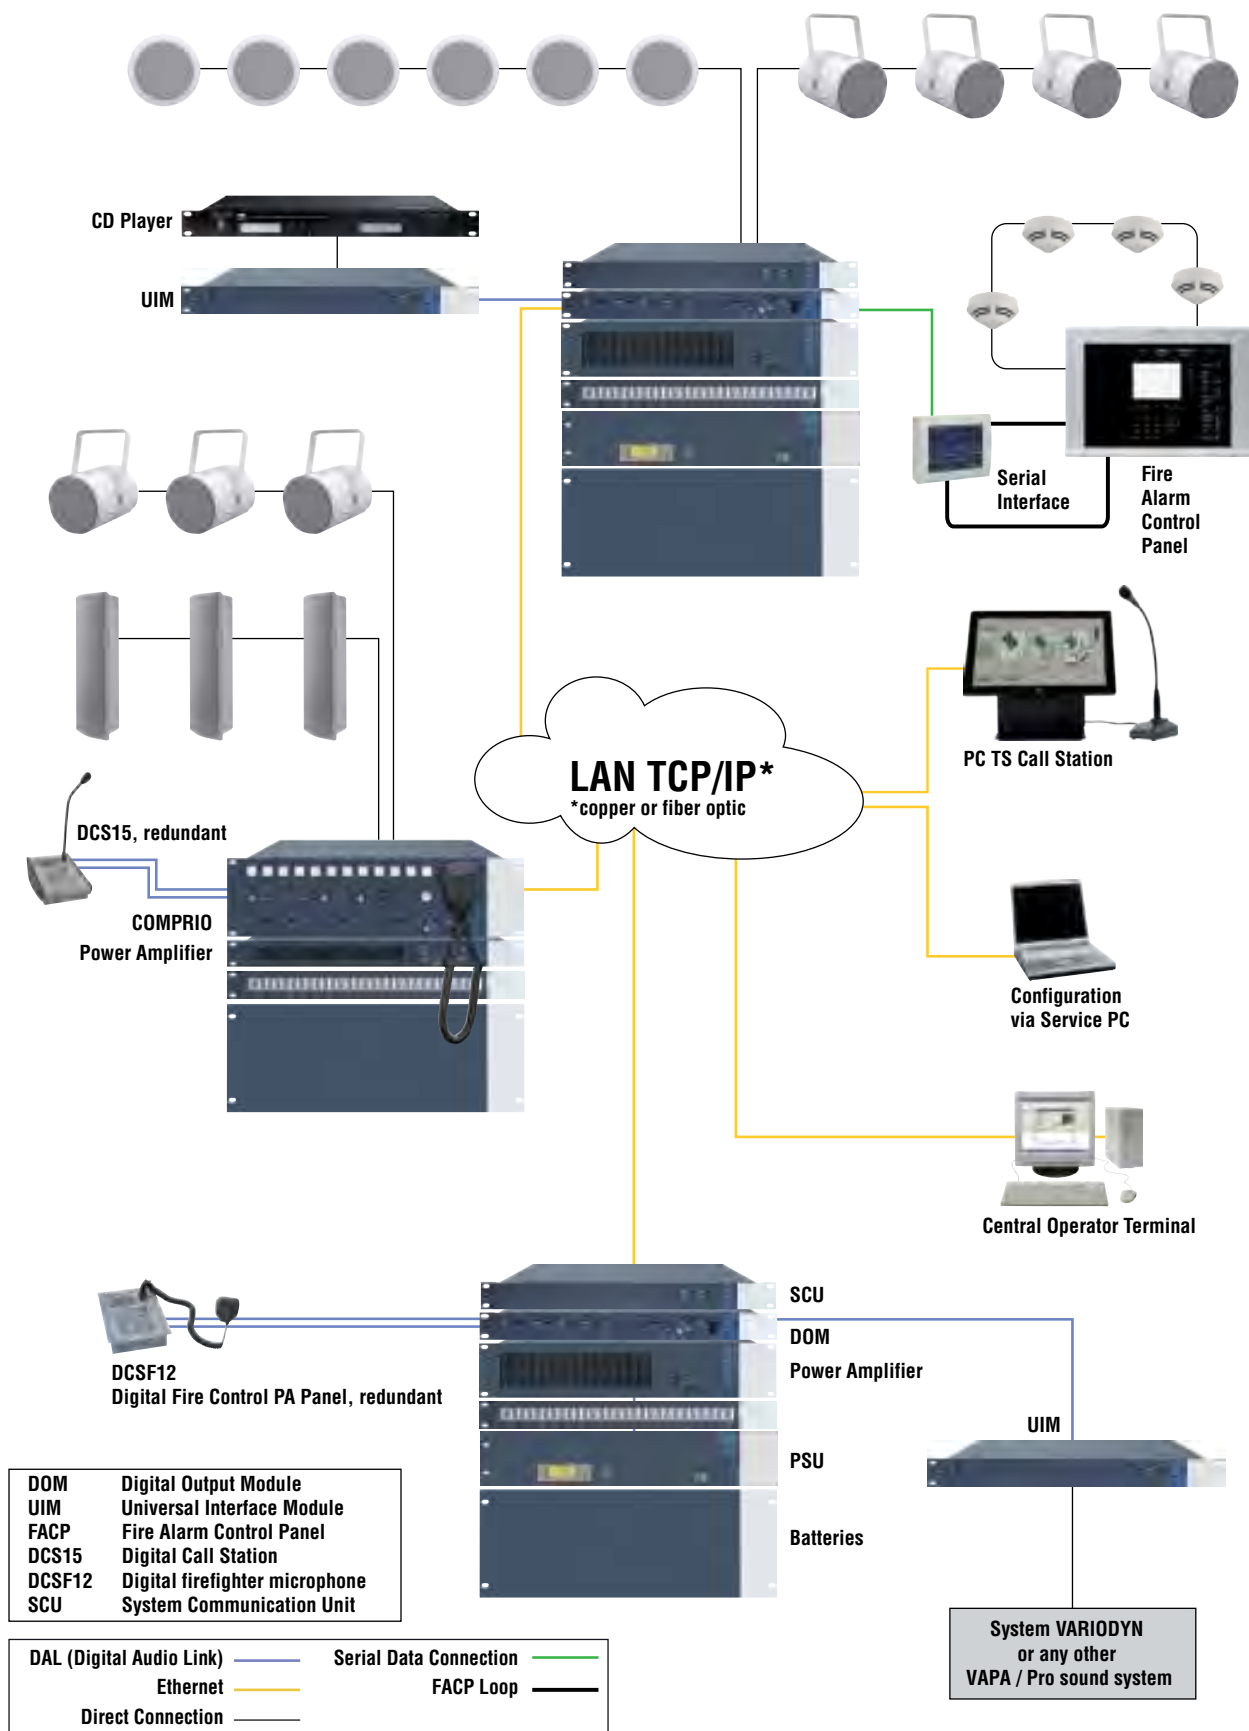 CD Player
UIM
Serial
Interface
Fire
Alarm
Control
Panel
LAN TCP/IP*
*copper or fiber optic
PC TS Call Station
DCS15, redundant
COMPRIO
Power Amplifier
Configuration
via Service PC
Central Operator Terminal
SCU
DOM
Power Amplifier
PSU
Batteries
DCSF12
Digital Fire Control PA Panel, redundant
UIM
DOM Digital Output Module
UIM Universal Interface Module
FACP Fire Alarm Control Panel
DCS15 Digital Call Station
DCSF12 Digital firefighter microphone
SCU System Communication Unit
System VARIODYN
or any other
VAPA / Pro sound system
DAL (Digital Audio Link) Serial Data Connection
Ethernet FACP Loop
Direct Connection